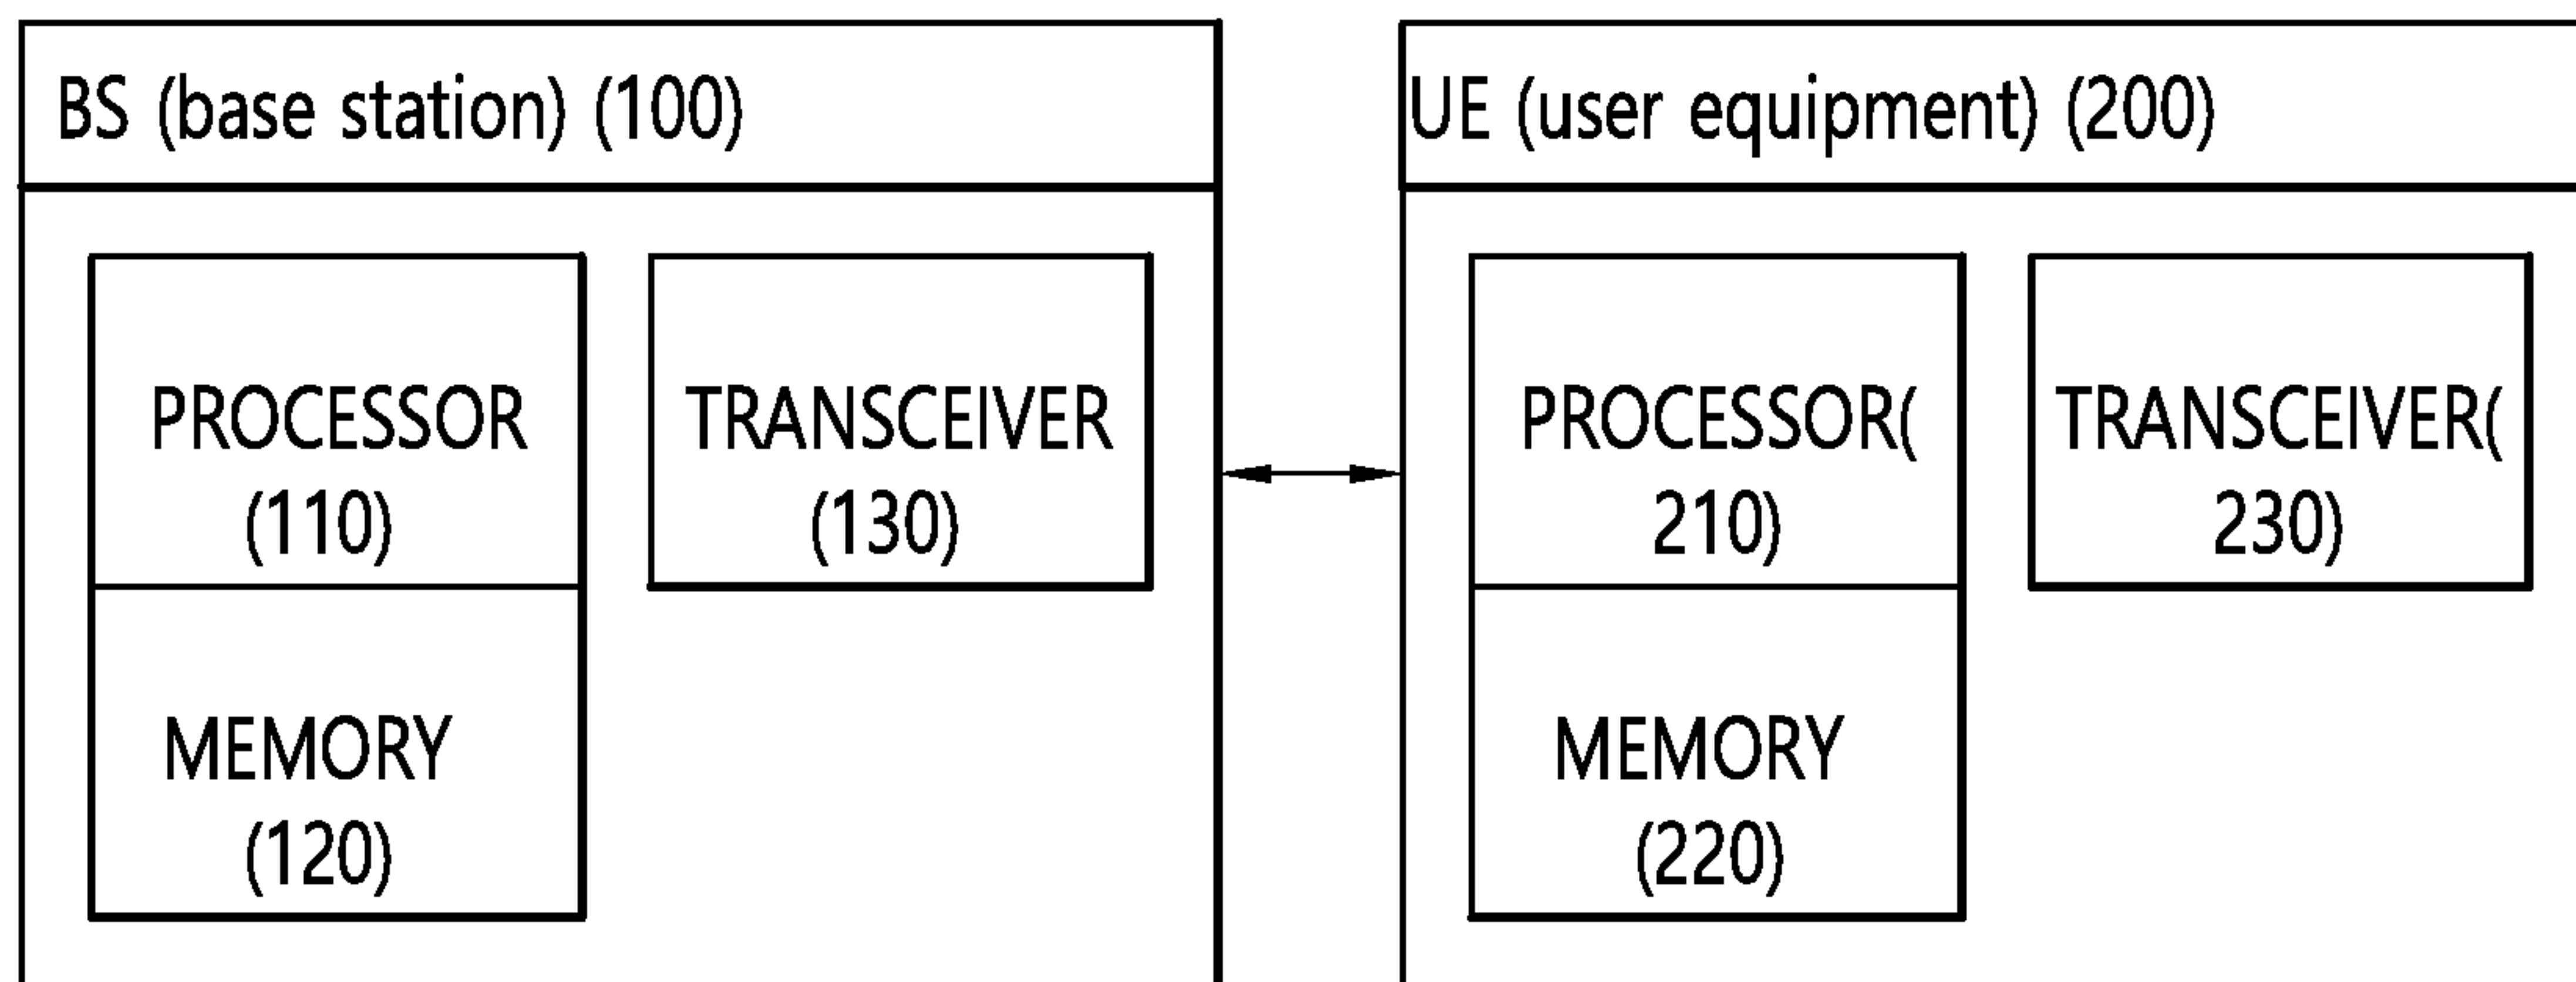 BS (base station) (100)
PROCESSOR
(110)
TRANSCEIVER
(130)
MEMORY
(120)
UE (user equipment) (200)
PROCESSOR(
210)
TRANSCEIVER(
230)
MEMORY
(220)